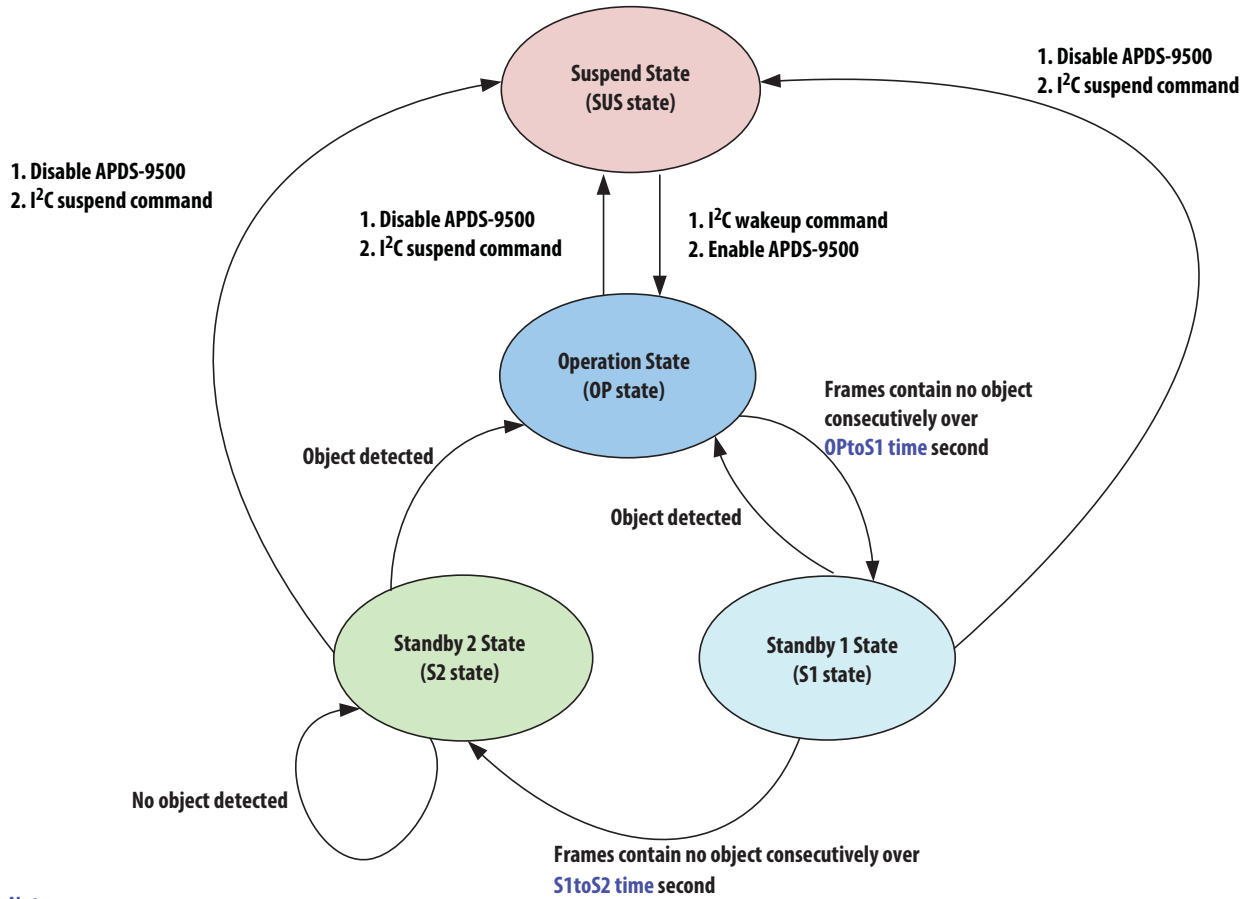 Suspend State
(SUS state)
1. Disable APDS-9500
2. I²C suspend command
1. Disable APDS-9500
2. I²C suspend command
1. Disable APDS-9500
2. I²C suspend command
1. I²C wakeup command
2. Enable APDS-9500
Operation State
(OP state)
Frames contain no object
consecutively over
OPtoS1 time second
Object detected
Object detected
Standby 2 State
(S2 state)
Standby 1 State
(S1 state)
No object detected
Frames contain no object consecutively over
S1toS2 time second